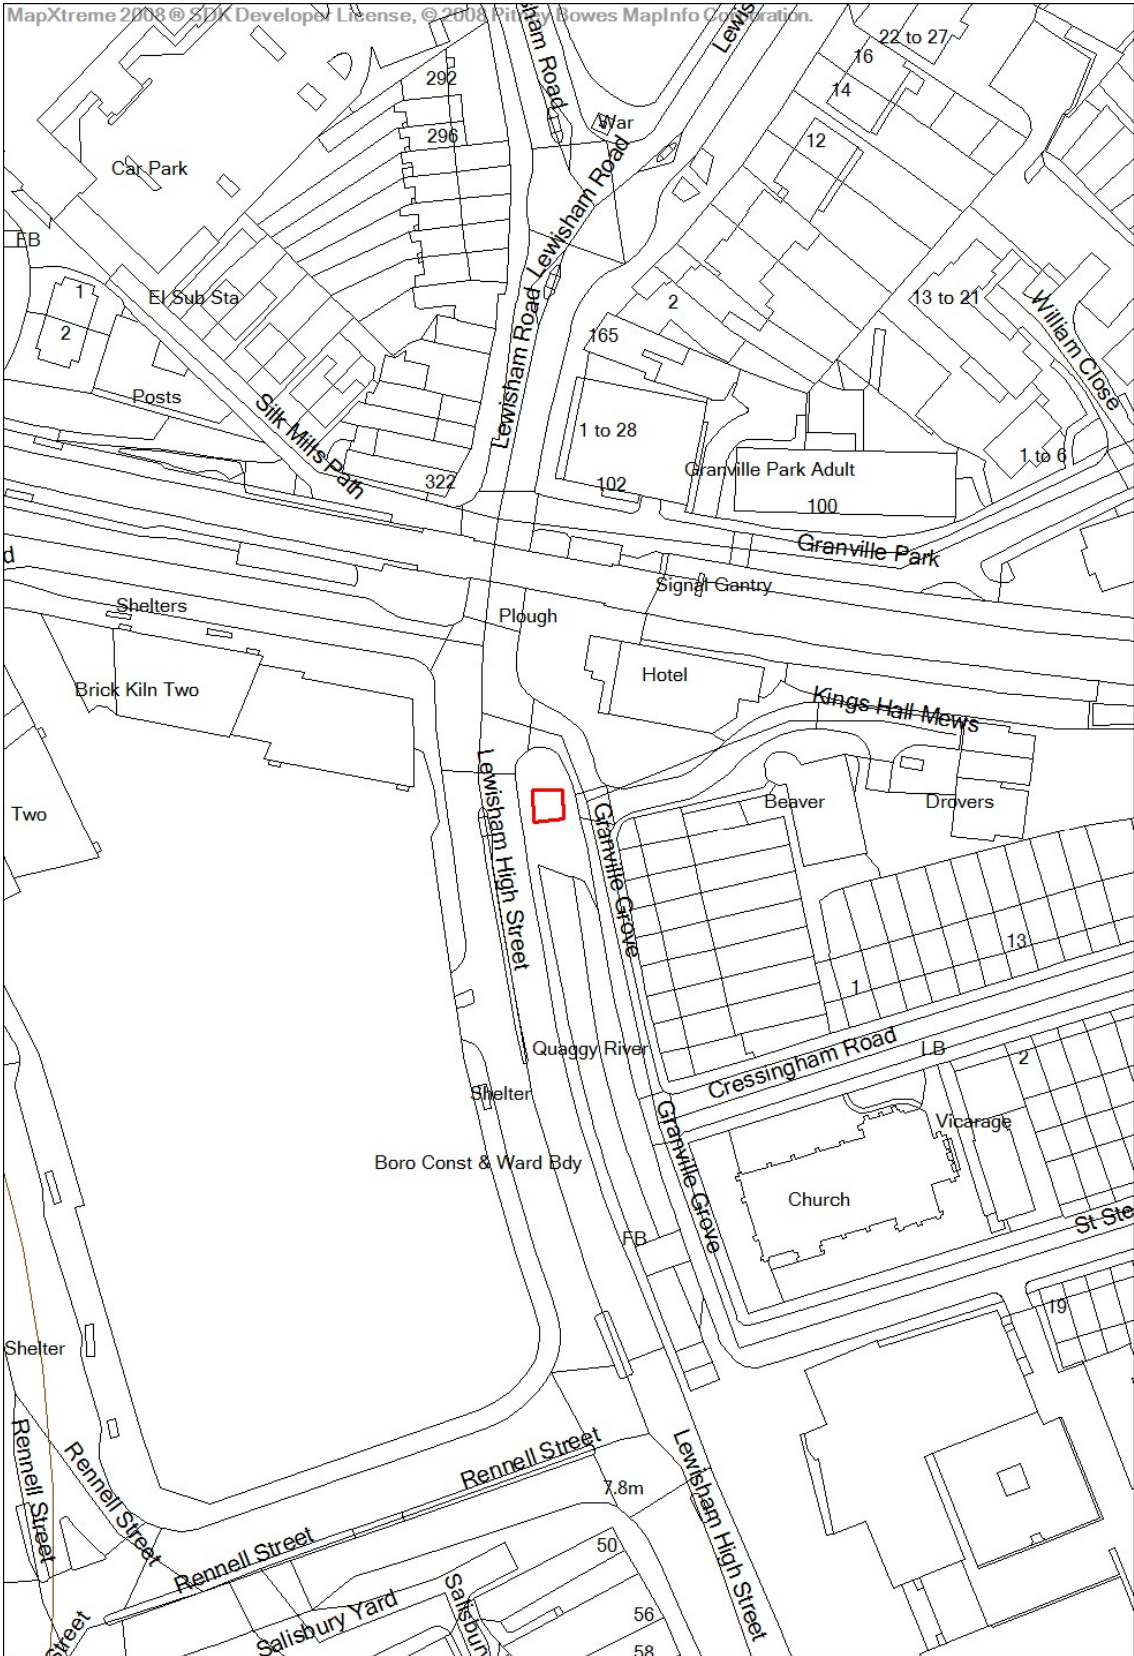 MapXtreme 2008 ® SDK Developer License, © 2008 Pitney Bowes MapInfo Corporation.
Lewis
22 to 27
16
292
14
sham Road
War
296
12
Car Park
Lewisham Road
FB
1
El Sub Sta
2
13 to 21
William Close
2
165
Lewisham Road
Posts
Silk Mills Path
1 to 28
1 to 6
Granville Park Adult
322
102
100
Granville Park
d
Signal Gantry
Shelters
Plough
Hotel
Brick Kiln Two
Kings Hall Mews
Two
Lewisham High Street
Granville Grove
Beaver
Drovers
13
1
Quaggy River
Cressingham Road
LB
2
Shelter
Granville Grove
Vicarage
Boro Const & Ward Bdy
Church
FB
St Ste
19
Shelter
Rennell Street
Rennell Street
Rennell Street
Lewisham High Street
7.8m
Rennell Street
50
Salisbury Yard
Salisbury
56
Street
58